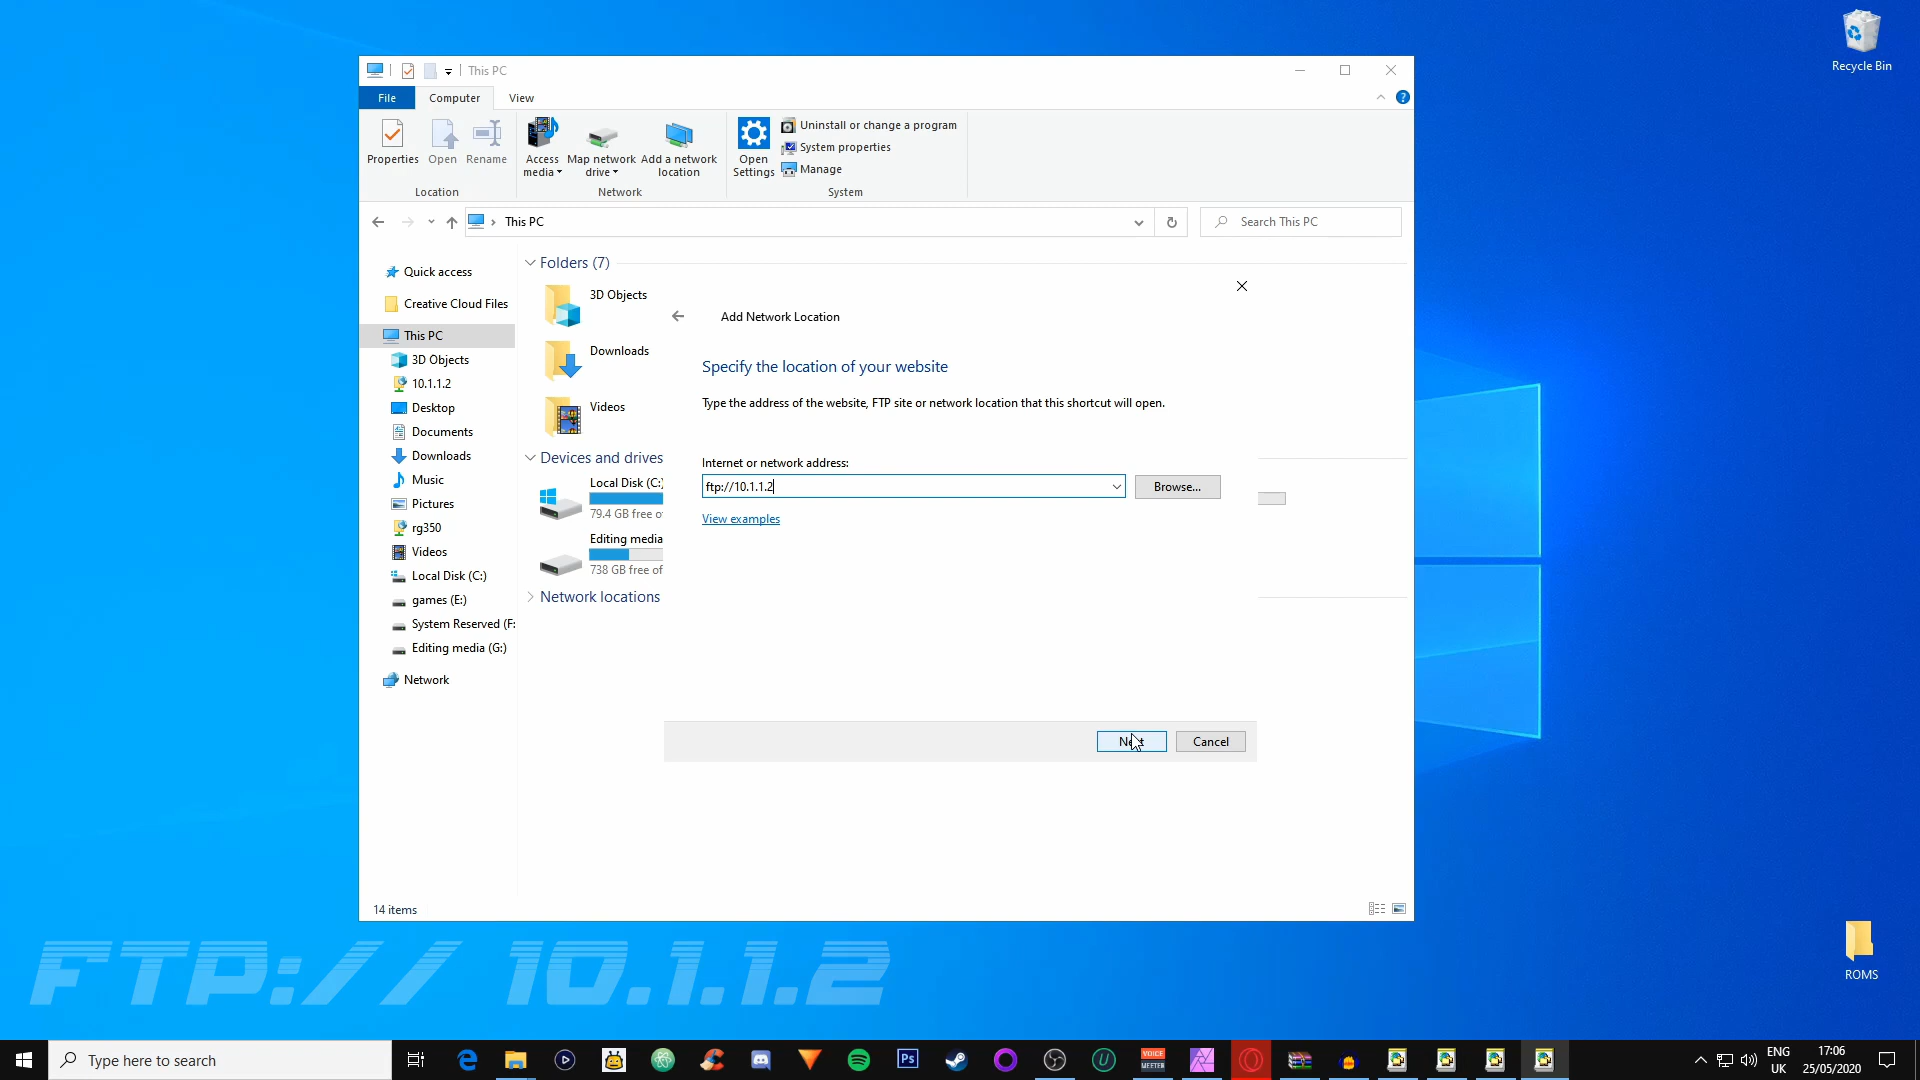 This PC
Recycle Bin
File
Computer
View
Properties
Open
Rename
Access media
Map network drive
Add a network location
Open Settings
Uninstall or change a program
System properties
Manage
Location
Network
System
This PC
Search This PC
Quick access
Creative Cloud Files
This PC
3D Objects
10.1.1.2
Desktop
Documents
Downloads
Music
Pictures
rg350
Videos
Local Disk (C:)
games (E:)
System Reserved (F:
Editing media (G:)
Network
Folders (7)
3D Objects
Downloads
Videos
Devices and drives
Local Disk (C:)
79.4 GB free o
Editing media
738 GB free of
Network locations
Add Network Location
Specify the location of your website
Type the address of the website, FTP site or network location that this shortcut will open.
Internet or network address:
ftp://10.1.1.2
Browse...
View examples
Next
Cancel
14 items
FTP:// 10.1.1.2
ROMS
Type here to search
Ps
VOICE
MEETER
ENG
UK
17:06
25/05/2020